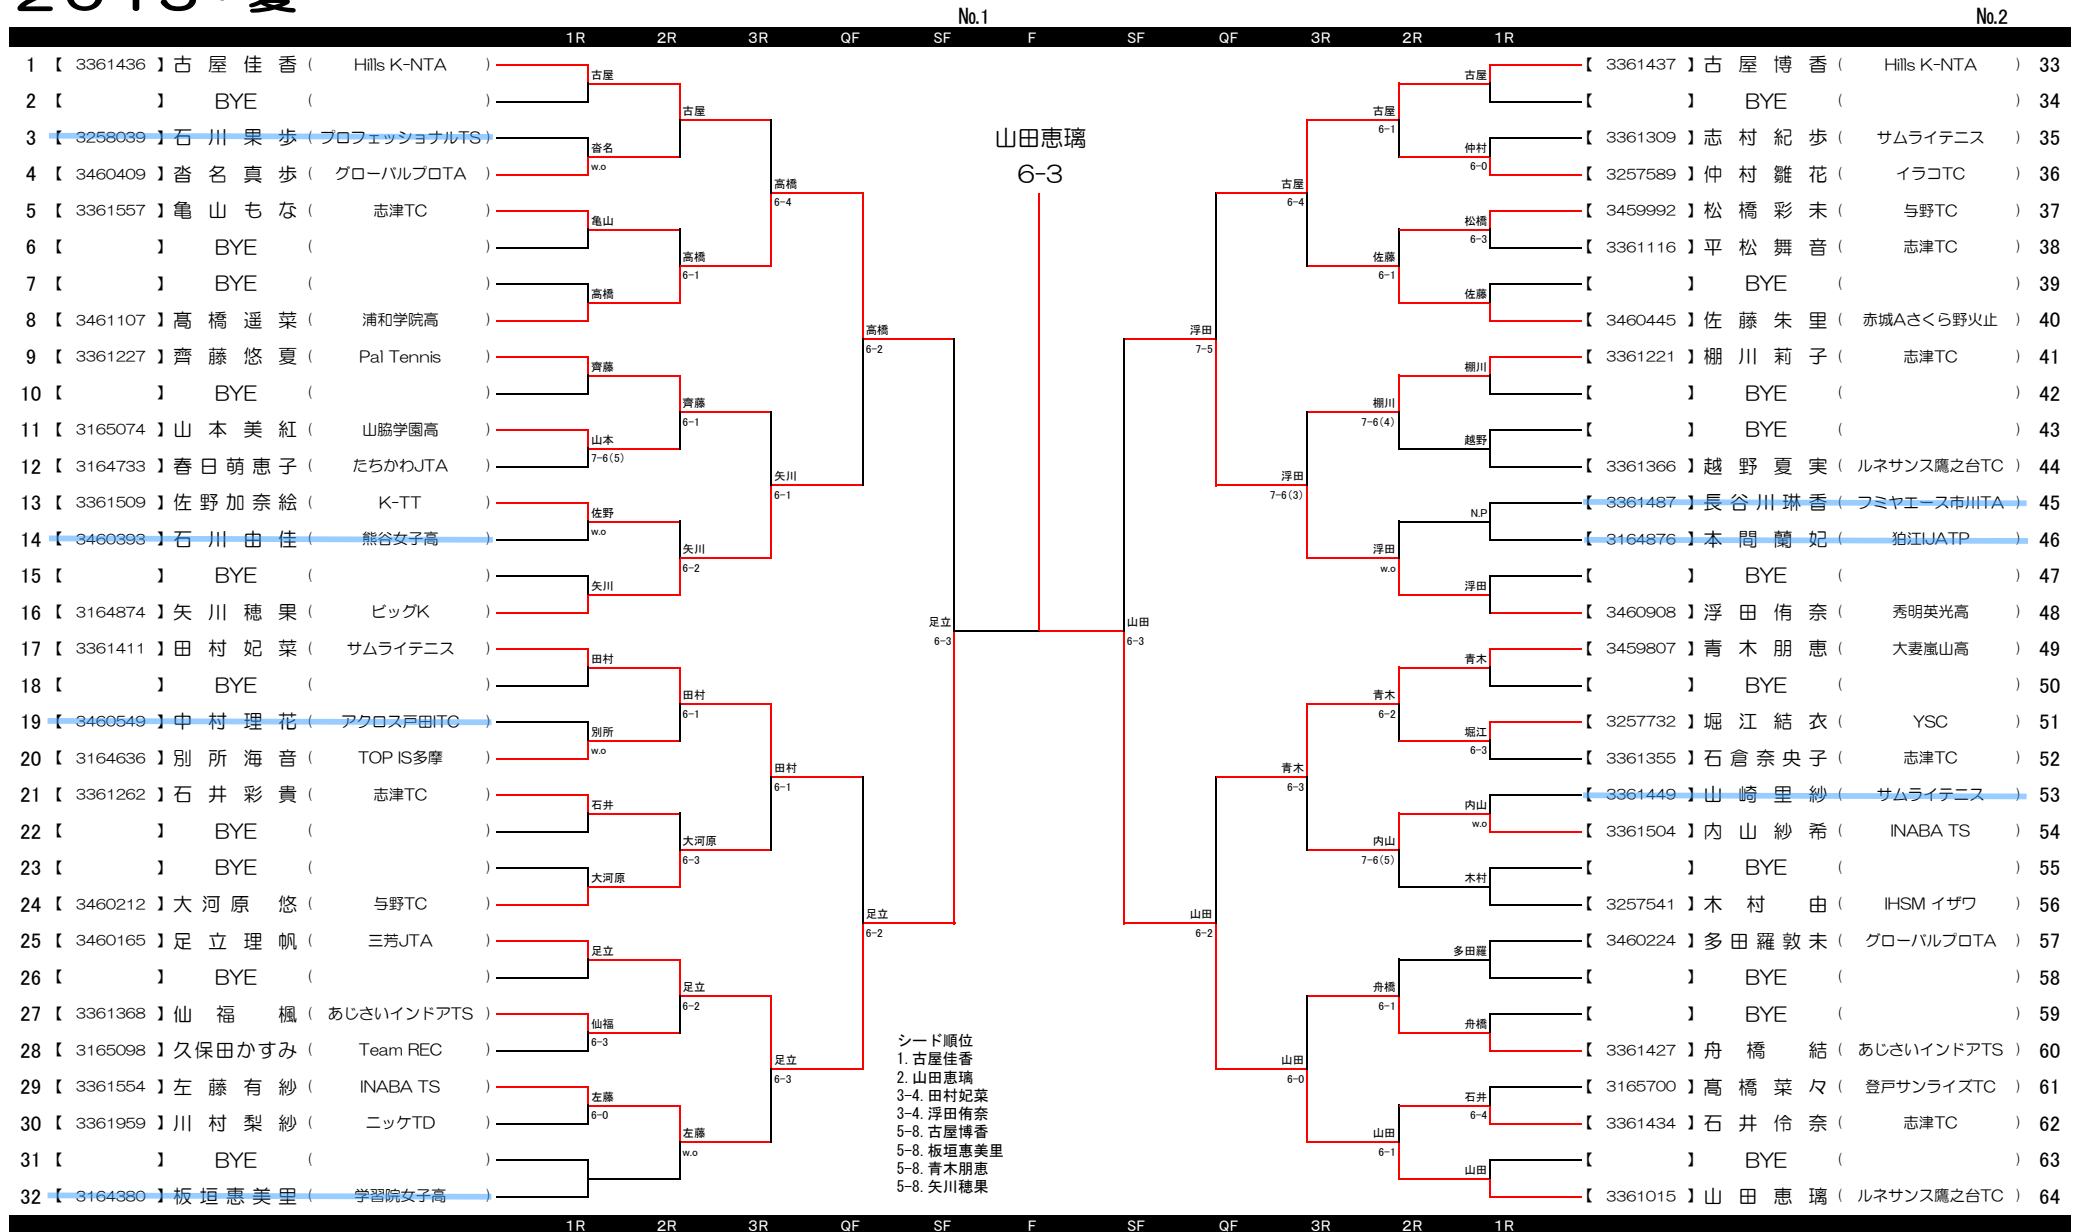 2013・夏
No.1 No.2
1R 2R 3R QF SF F SF QF 3R 2R 1R
1 【 3361436 】 古屋佳香 ( Hills K-NTA )
2 【 】 BYE ( )
3 【 3258039 】 石川果歩 ( プロフェッショナルTS )
4 【 3460409 】 沓名真歩 ( グローバルプロTA )
5 【 3361557 】 亀山もな ( 志津TC )
6 【 】 BYE ( )
7 【 】 BYE ( )
8 【 3461107 】 髙橋遥菜 ( 浦和学院高 )
9 【 3361227 】 齊藤悠夏 ( Pal Tennis )
10 【 】 BYE ( )
11 【 3165074 】 山本美紅 ( 山脇学園高 )
12 【 3164733 】 春日萌恵子 ( たちかわJTA )
13 【 3361509 】 佐野加奈絵 ( K-TT )
14 【 3460393 】 石川由佳 ( 熊谷女子高 )
15 【 】 BYE ( )
16 【 3164874 】 矢川穂果 ( ビッグK )
17 【 3361411 】 田村妃菜 ( サムライテニス )
18 【 】 BYE ( )
19 【 3460549 】 中村理花 ( アクロス戸田ITC )
20 【 3164636 】 別所海音 ( TOP IS多摩 )
21 【 3361262 】 石井彩貴 ( 志津TC )
22 【 】 BYE ( )
23 【 】 BYE ( )
24 【 3460212 】 大河原 悠 ( 与野TC )
25 【 3460165 】 足立理帆 ( 三芳JTA )
26 【 】 BYE ( )
27 【 3361368 】 仙福 楓 ( あじさいインドアTS )
28 【 3165098 】 久保田かすみ ( Team REC )
29 【 3361554 】 左藤有紗 ( INABA TS )
30 【 3361959 】 川村梨紗 ( ニッケTD )
31 【 】 BYE ( )
32 【 3164380 】 板垣恵美里 ( 学習院女子高 )
古屋
沓名
w.o
亀山
高橋
齊藤
山本
7-6(5)
佐野
w.o
矢川
田村
別所
w.o
石井
大河原
足立
仙福
6-3
左藤
6-0
古屋
高橋
6-1
齊藤
6-1
矢川
6-2
田村
6-1
大河原
6-3
足立
6-2
左藤
w.o
高橋
6-4
矢川
6-1
田村
6-1
足立
6-3
高橋
6-2
足立
6-2
足立
6-3
山田恵璃
6-3
シード順位
1. 古屋佳香
2. 山田恵璃
3-4. 田村妃菜
3-4. 浮田侑奈
5-8. 古屋博香
5-8. 板垣恵美里
5-8. 青木朋恵
5-8. 矢川穂果
山田
6-3
浮田
7-5
山田
6-2
古屋
6-4
浮田
7-6(3)
青木
6-3
山田
6-0
古屋
6-1
佐藤
6-1
棚川
7-6(4)
浮田
w.o
青木
6-2
内山
7-6(5)
舟橋
6-1
山田
6-1
古屋
仲村
6-0
松橋
6-3
佐藤
棚川
越野
N.P
浮田
青木
堀江
6-3
内山
w.o
木村
多田羅
舟橋
石井
6-4
山田
【 3361437 】 古屋博香 ( Hills K-NTA ) 33
【 】 BYE ( ) 34
【 3361309 】 志村紀歩 ( サムライテニス ) 35
【 3257589 】 仲村雛花 ( イラコTC ) 36
【 3459992 】 松橋彩未 ( 与野TC ) 37
【 3361116 】 平松舞音 ( 志津TC ) 38
【 】 BYE ( ) 39
【 3460445 】 佐藤朱里 ( 赤城Aさくら野火止 ) 40
【 3361221 】 棚川莉子 ( 志津TC ) 41
【 】 BYE ( ) 42
【 】 BYE ( ) 43
【 3361366 】 越野夏実 ( ルネサンス鷹之台TC ) 44
【 3361487 】 長谷川琳香 ( フミヤエース市川TA ) 45
【 3164876 】 本間蘭妃 ( 狛江IJATP ) 46
【 】 BYE ( ) 47
【 3460908 】 浮田侑奈 ( 秀明英光高 ) 48
【 3459807 】 青木朋恵 ( 大妻嵐山高 ) 49
【 】 BYE ( ) 50
【 3257732 】 堀江結衣 ( YSC ) 51
【 3361355 】 石倉奈央子 ( 志津TC ) 52
【 3361449 】 山崎里紗 ( サムライテニス ) 53
【 3361504 】 内山紗希 ( INABA TS ) 54
【 】 BYE ( ) 55
【 3257541 】 木村 由 ( IHSM イザワ ) 56
【 3460224 】 多田羅敦未 ( グローバルプロTA ) 57
【 】 BYE ( ) 58
【 】 BYE ( ) 59
【 3361427 】 舟橋 結 ( あじさいインドアTS ) 60
【 3165700 】 髙橋菜々 ( 登戸サンライズTC ) 61
【 3361434 】 石井伶奈 ( 志津TC ) 62
【 】 BYE ( ) 63
【 3361015 】 山田恵璃 ( ルネサンス鷹之台TC ) 64
1R 2R 3R QF SF F SF QF 3R 2R 1R